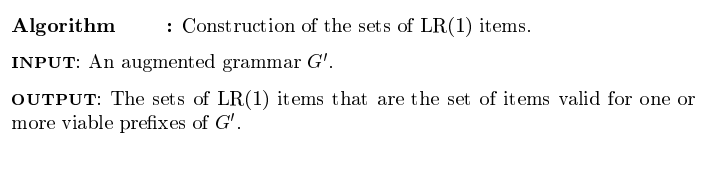 Algorithm : Construction of the sets of LR(1) items.
INPUT: An augmented grammar G′.
OUTPUT: The sets of LR(1) items that are the set of items valid for one or
more viable prefixes of G′.